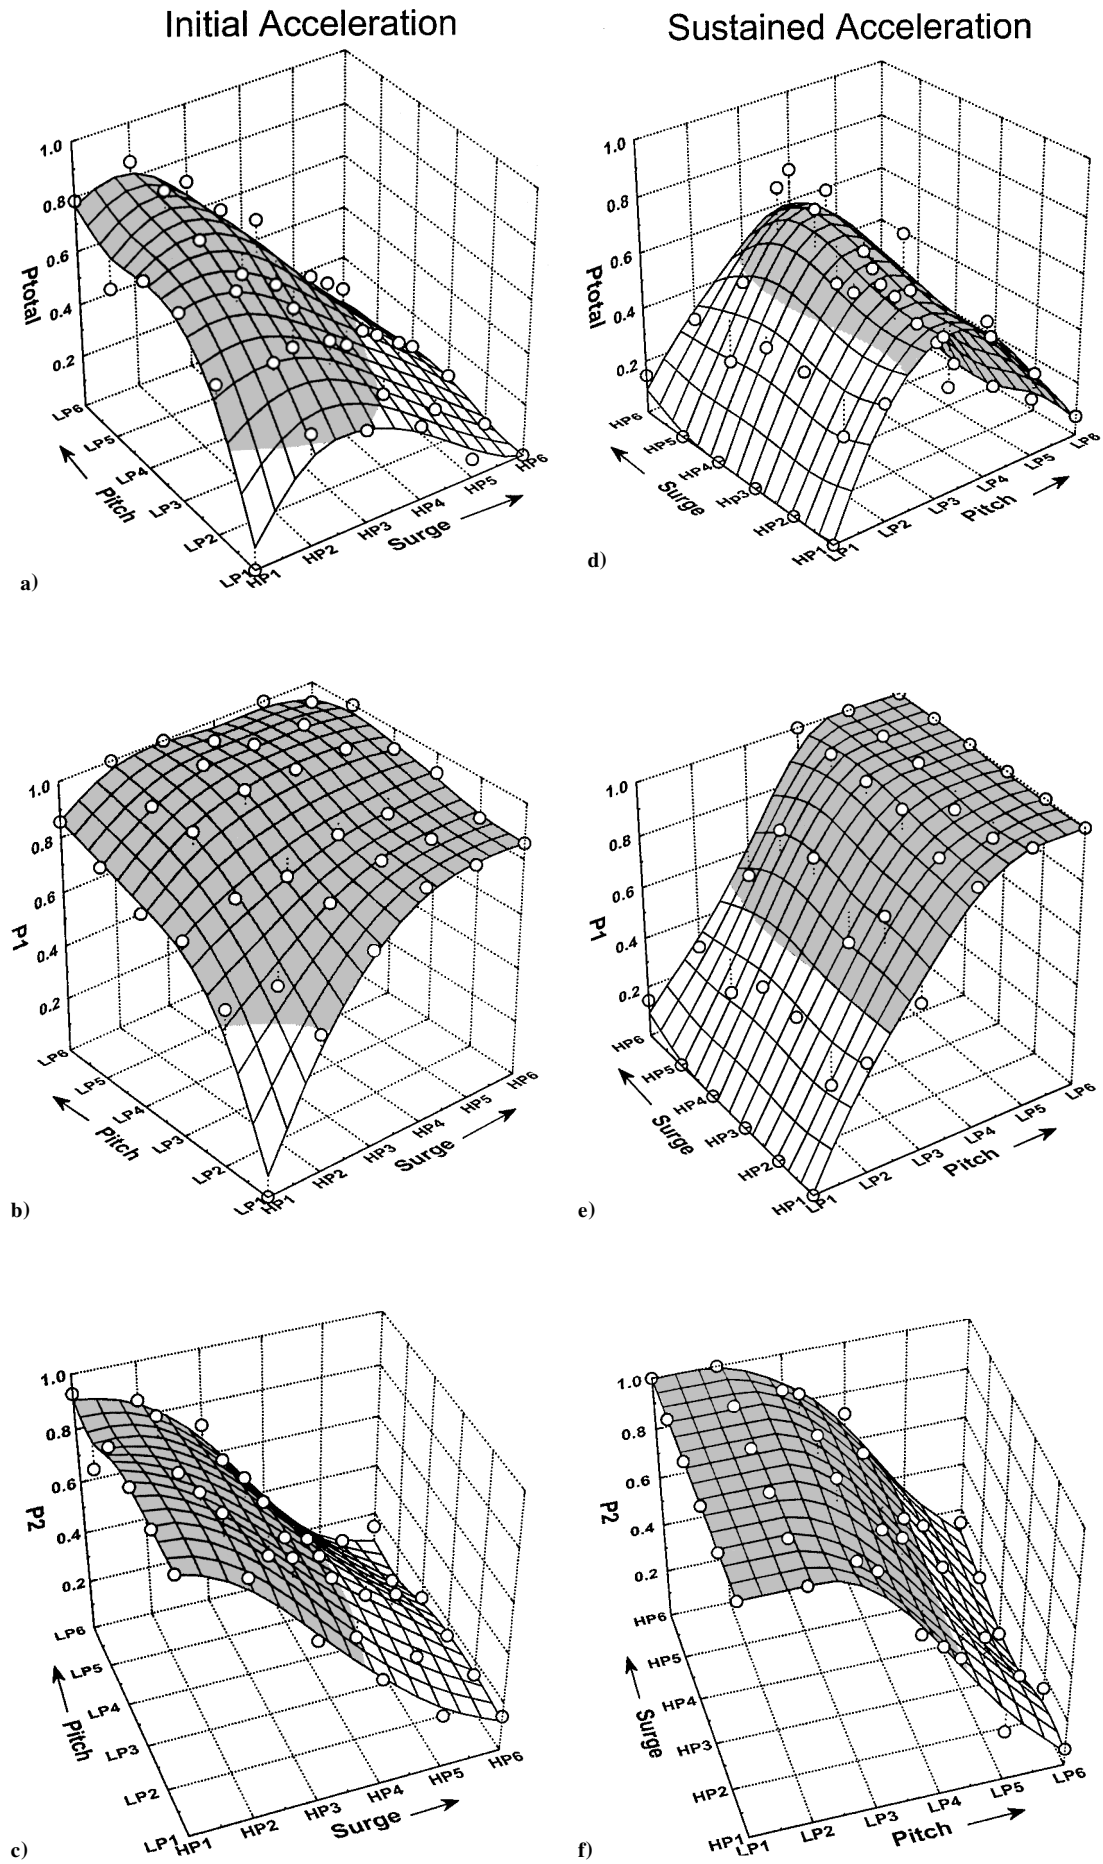 Initial Acceleration
Sustained Acceleration
1.0
0.8
0.6
0.4
0.2
Ptotal
LP6
LP5
LP4
LP3
LP2
LP1
Pitch
HP1
HP2
HP3
HP4
HP5
HP6
Surge
a)
1.0
0.8
0.6
0.4
0.2
Ptotal
HP6
HP5
HP4
Hp3
HP2
HP1
Surge
LP1
LP2
LP3
LP4
LP5
LP6
Pitch
d)
1.0
0.8
0.6
0.4
0.2
P1
LP6
LP5
LP4
LP3
LP2
LP1
Pitch
HP1
HP2
HP3
HP4
HP5
HP6
Surge
b)
1.0
0.8
0.6
0.4
0.2
P1
HP6
HP5
HP4
HP3
HP2
HP1
Surge
LP1
LP2
LP3
LP4
LP5
LP6
Pitch
e)
1.0
0.8
0.6
0.4
0.2
P2
LP6
LP5
LP4
LP3
LP2
LP1
Pitch
HP1
HP2
HP3
HP4
HP5
HP6
Surge
c)
1.0
0.8
0.6
0.4
0.2
P2
HP6
HP5
HP4
HP3
HP2
HP1
Surge
LP1
LP2
LP3
LP4
LP5
LP6
Pitch
f)